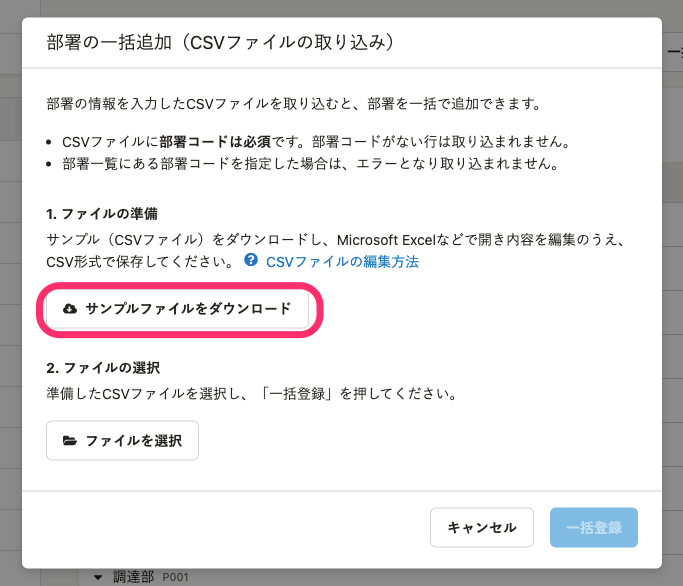 部署の一括追加（CSVファイルの取り込み）
部署の情報を入力したCSVファイルを取り込むと、部署を一括で追加できます。
• CSVファイルに部署コードは必須です。部署コードがない行は取り込まれません。
• 部署一覧にある部署コードを指定した場合は、エラーとなり取り込まれません。
1. ファイルの準備
サンプル（CSVファイル）をダウンロードし、Microsoft Excelなどで開き内容を編集のうえ、
CSV形式で保存してください。 ? CSVファイルの編集方法
サンプルファイルをダウンロード
2. ファイルの選択
準備したCSVファイルを選択し、「一括登録」を押してください。
ファイルを選択
キャンセル 一括登録
調達部 P001